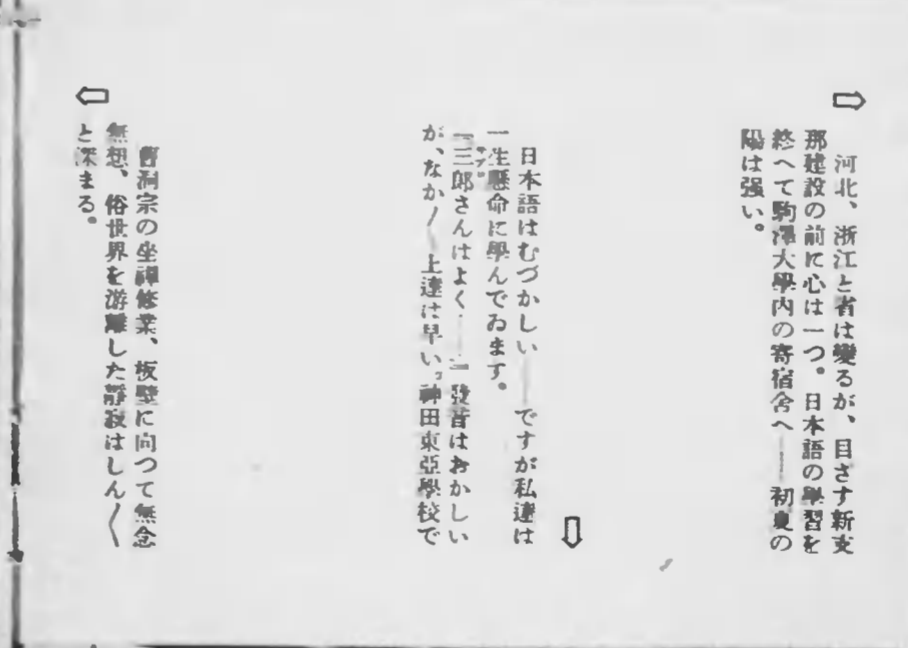 河北、浙江と省は變るが、目ざす新支
那建設の前に心は一つ。日本語の學習を
終へて駒澤大學内の寄宿舍へ――初夏の
陽は强い。
日本語はむづかしい――ですが私達は
一生懸命に學んでゐます。
「三郎さんはよく……」發音はおかしい
が、なか〳〵上達は早い。神田東亞學校で
曹洞宗の坐禪修業、板壁に向つて無念
無想、俗世界を游離した靜寂はしん〳〵
と深まる。